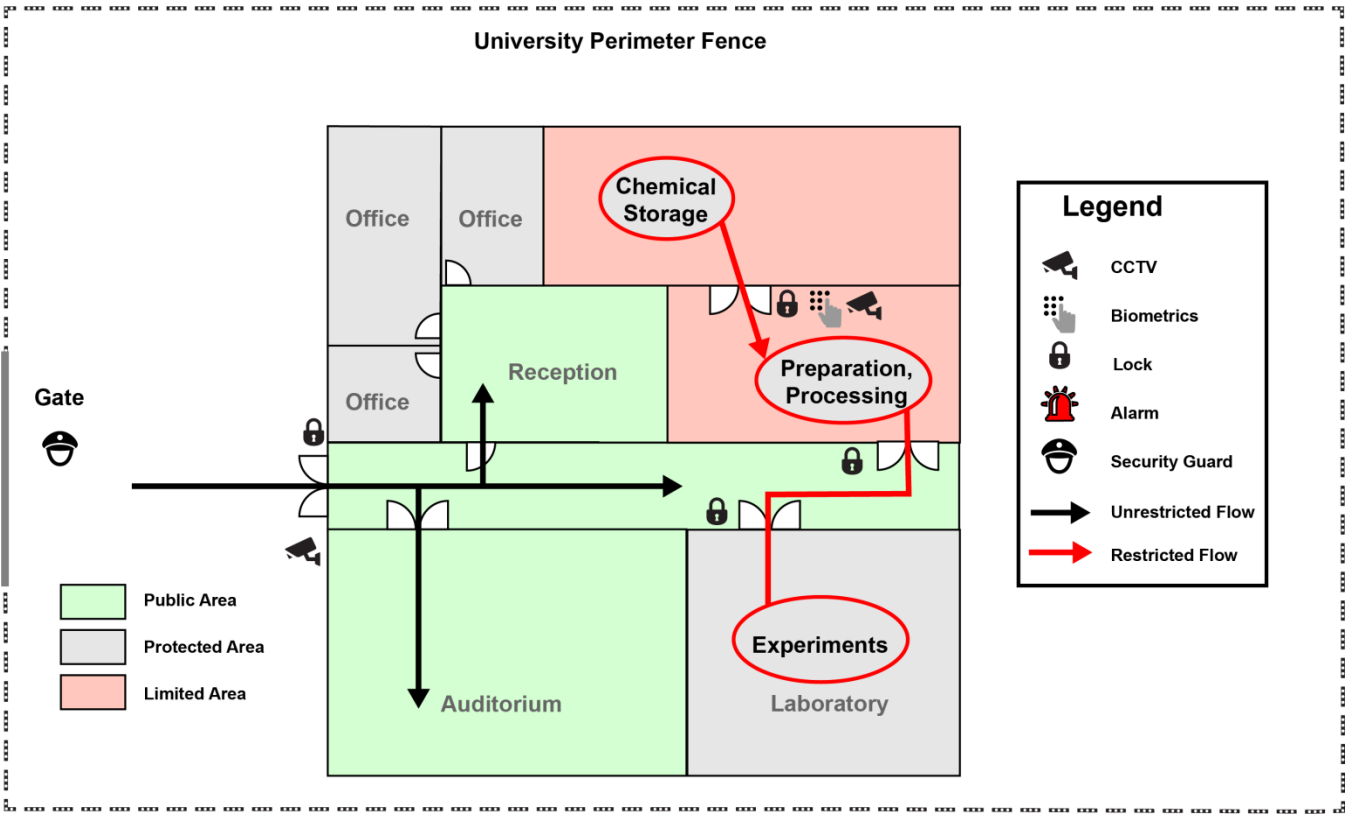 University Perimeter Fence
Chemical
Storage
Office
Office
Legend
CCTV
Biometrics
Lock
Alarm
Security Guard
Unrestricted Flow
Restricted Flow
Reception
Preparation,
Processing
Office
Gate
Public Area
Protected Area
Limited Area
Experiments
Auditorium
Laboratory